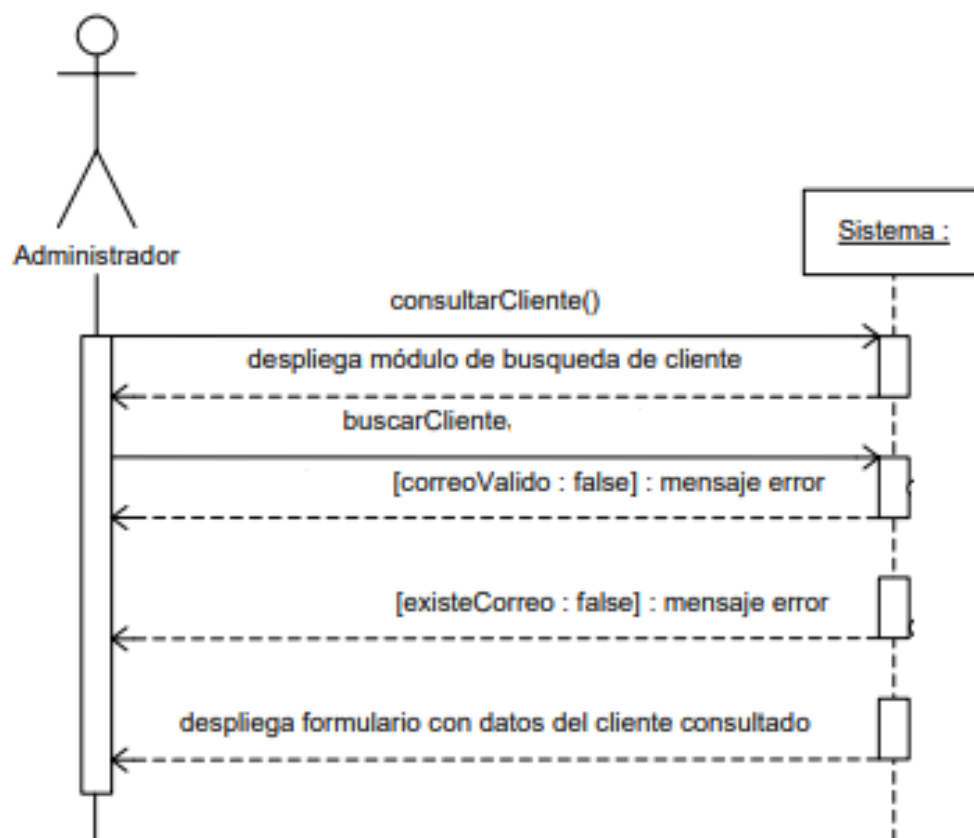 Sistema :
Administrador
consultarCliente()
despliega módulo de busqueda de cliente
buscarCliente
[correoValido : false] : mensaje error
[existeCorreo : false] : mensaje error
despliega formulario con datos del cliente consultado